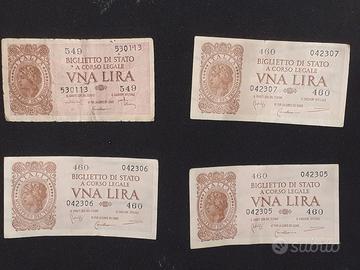 549 530143
BIGLIETTO DI STATO
A CORSO LEGALE
VNA LIRA
530113 549
460 042307
BIGLIETTO DI STATO
A CORSO LEGALE
VNA LIRA
042307 460
460 042306
BIGLIETTO DI STATO
A CORSO LEGALE
VNA LIRA
042306 460
460 042305
BIGLIETTO DI STATO
A CORSO LEGALE
VNA LIRA
042305 460
subito